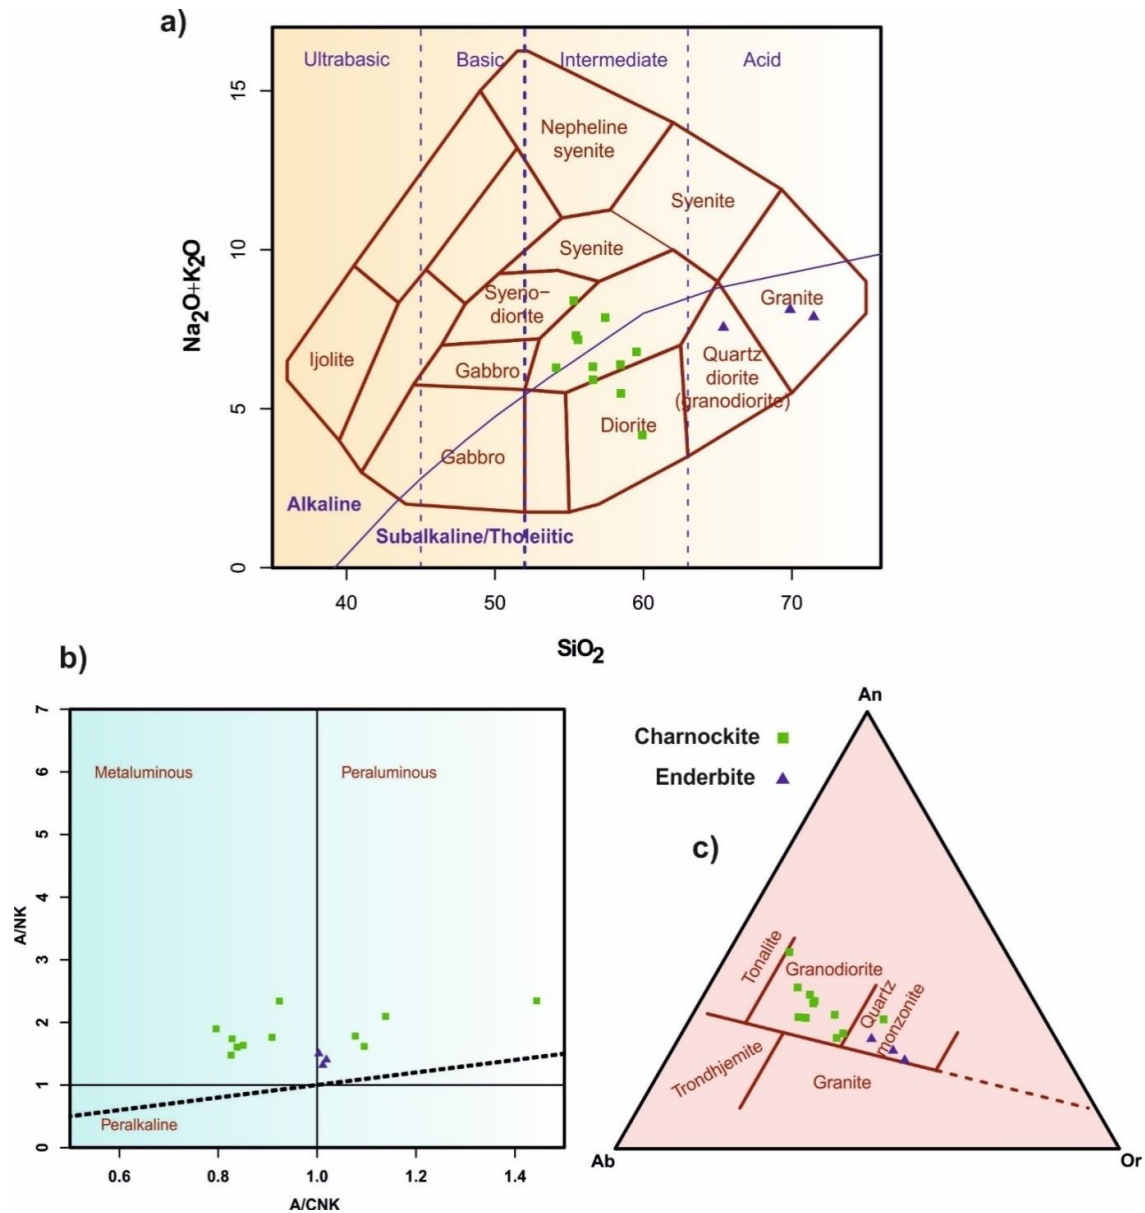 a)
Ultrabasic
Basic
Intermediate
Acid
15
10
5
0
Na2O+K2O
Nepheline
syenite
Syenite
Syenite
Syeno-
diorite
Granite
Ijolite
Gabbro
Quartz
diorite
(granodiorite)
Diorite
Gabbro
Alkaline
Subalkaline/Tholeiitic
40
50
60
70
SiO2
b)
7
6
5
4
3
2
1
0
A/NK
Metaluminous
Peraluminous
Peralkaline
0.6
0.8
1.0
1.2
1.4
A/CNK
Charnockite
Enderbite
c)
An
Tonalite
Granodiorite
Quartz
monzonite
Trondhjemite
Granite
Ab
Or